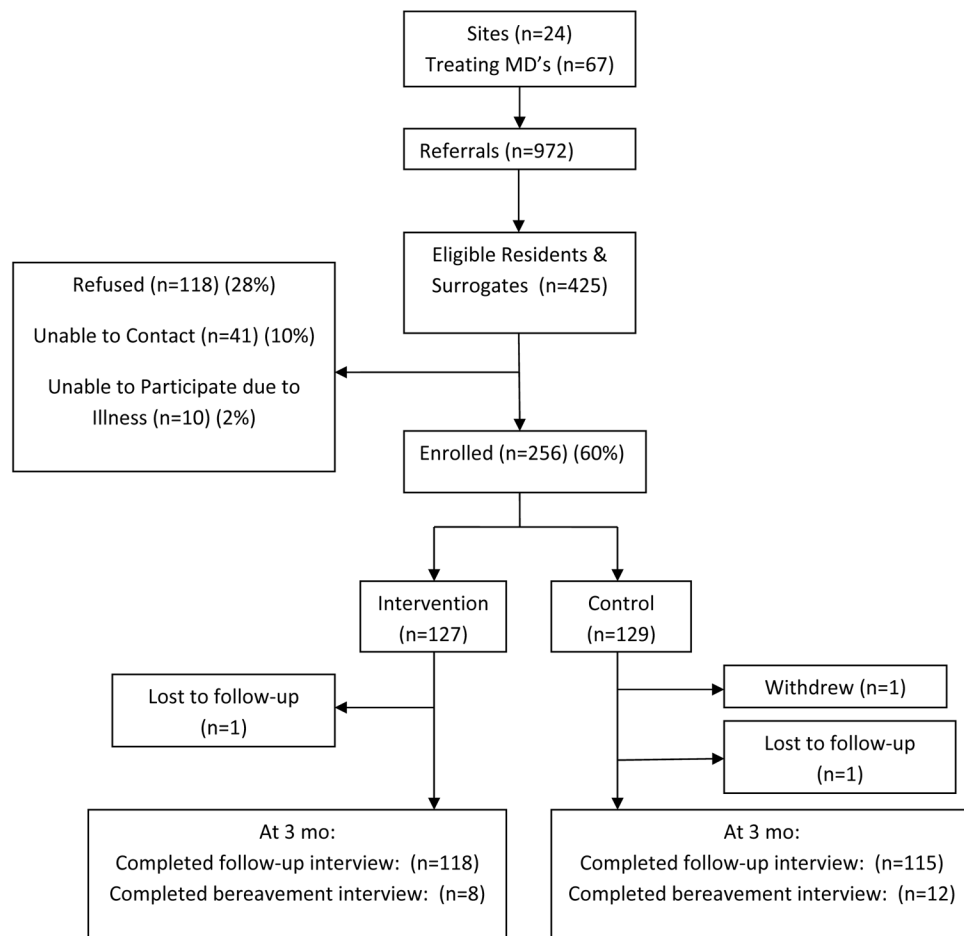 Sites (n=24)
Treating MD’s (n=67)
Referrals (n=972)
Eligible Residents &
Surrogates  (n=425)
Refused (n=118) (28%)
Unable to Contact (n=41) (10%)
Unable to Participate due to
Illness (n=10) (2%)
Enrolled (n=256) (60%)
Intervention
(n=127)
Control
(n=129)
Lost to follow-up
(n=1)
Withdrew (n=1)
Lost to follow-up
(n=1)
At 3 mo:
Completed follow-up interview:  (n=118)
Completed bereavement interview:  (n=8)
At 3 mo:
Completed follow-up interview:  (n=115)
Completed bereavement interview:  (n=12)